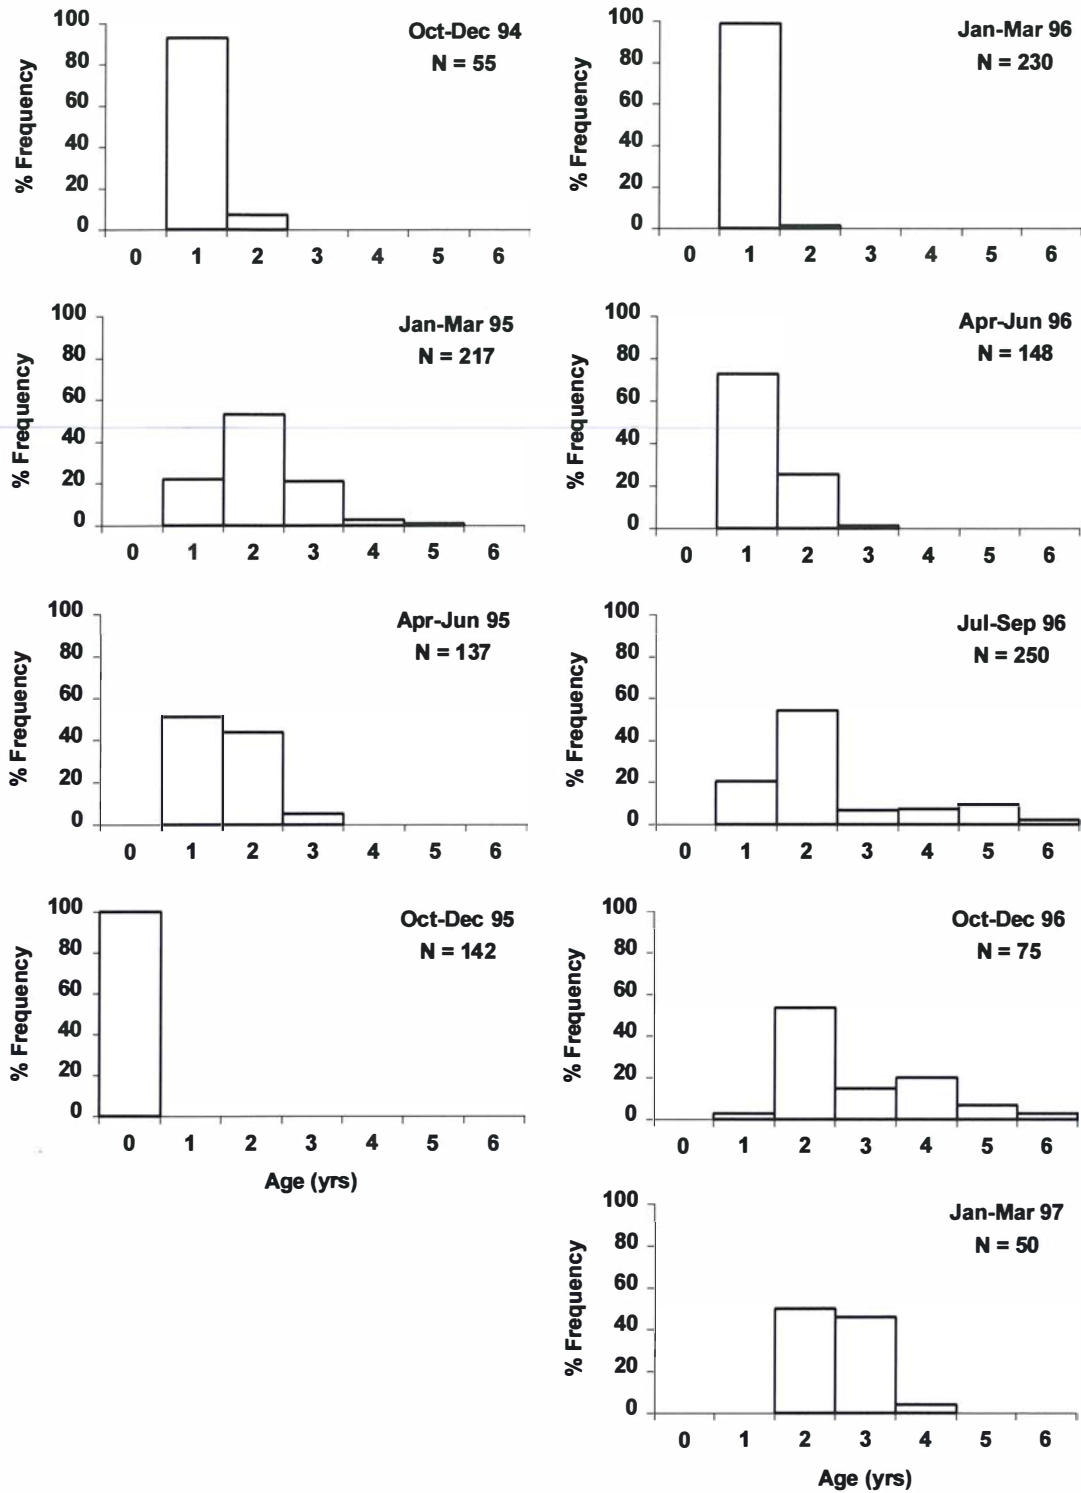 Oct-Dec 94
N = 55
% Frequency
100
80
60
40
20
0
0 1 2 3 4 5 6
Jan-Mar 95
N = 217
% Frequency
100
80
60
40
20
0
0 1 2 3 4 5 6
Apr-Jun 95
N = 137
% Frequency
100
80
60
40
20
0
0 1 2 3 4 5 6
Oct-Dec 95
N = 142
% Frequency
100
80
60
40
20
0
0 1 2 3 4 5 6
Age (yrs)
Jan-Mar 96
N = 230
% Frequency
100
80
60
40
20
0
0 1 2 3 4 5 6
Apr-Jun 96
N = 148
% Frequency
100
80
60
40
20
0
0 1 2 3 4 5 6
Jul-Sep 96
N = 250
% Frequency
100
80
60
40
20
0
0 1 2 3 4 5 6
Oct-Dec 96
N = 75
% Frequency
100
80
60
40
20
0
0 1 2 3 4 5 6
Jan-Mar 97
N = 50
% Frequency
100
80
60
40
20
0
0 1 2 3 4 5 6
Age (yrs)